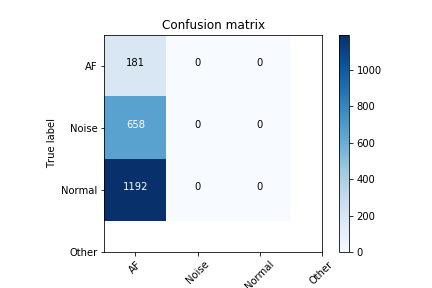 Confusion matrix
AF 181 0 0
Noise 658 0 0
Normal 1192 0 0
Other
True label
AF Noise Normal Other
1000
800
600
400
200
0